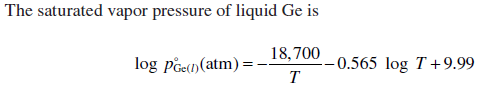 The saturated vapor pressure of liquid Ge is
log p°Ge(l)(atm) = −18,700/T − 0.565 log T + 9.99